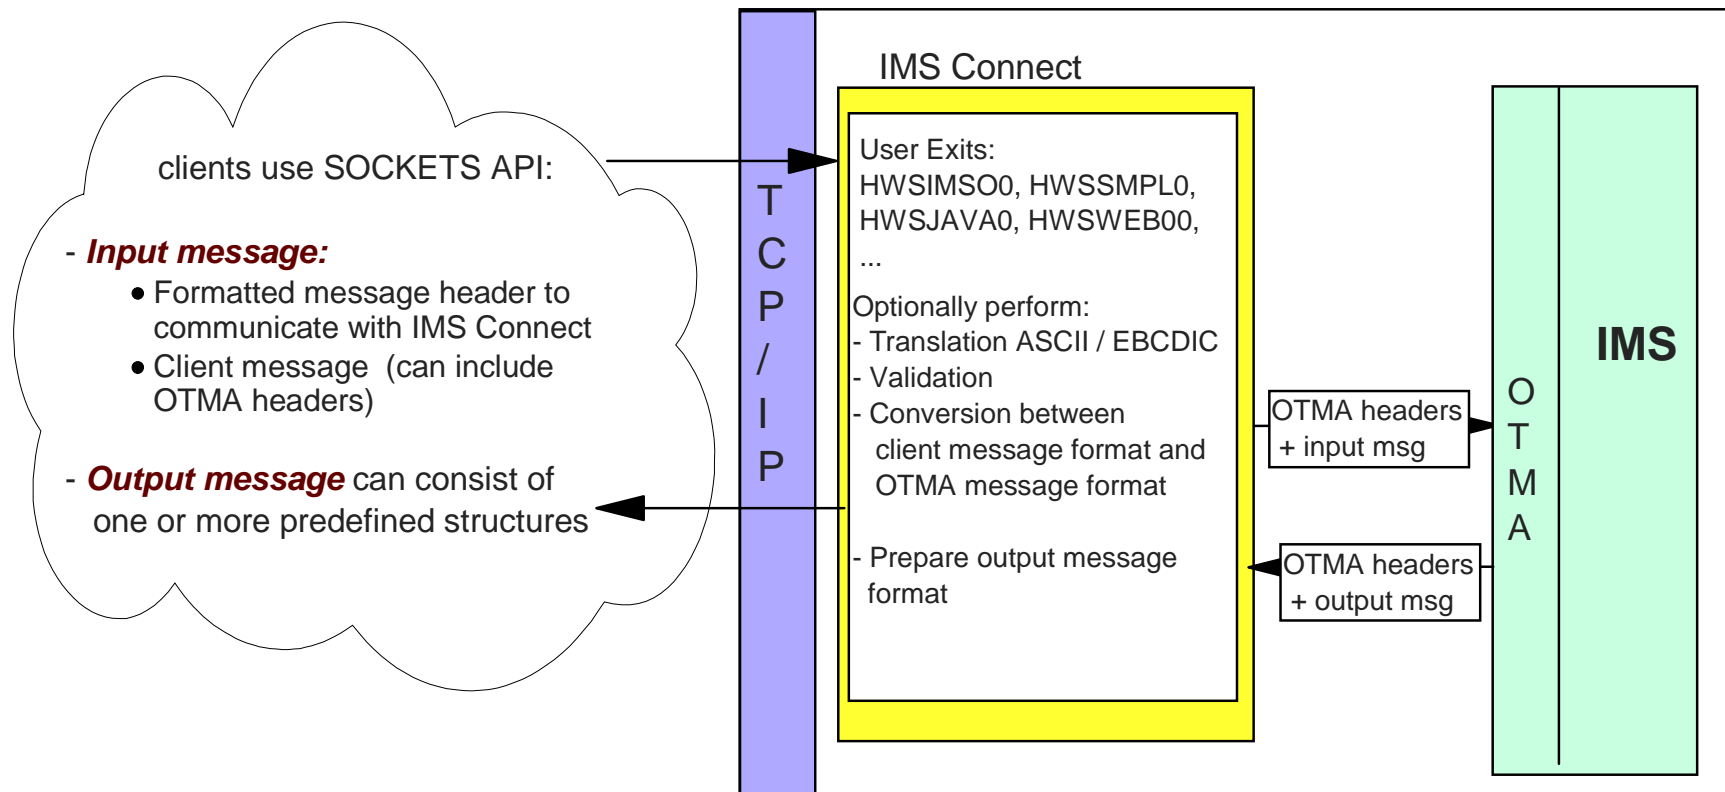 clients use SOCKETS API:
- Input message:
● Formatted message header to
communicate with IMS Connect
● Client message (can include
OTMA headers)
- Output message can consist of
one or more predefined structures
T
C
P
/
I
P
IMS Connect
User Exits:
HWSIMSO0, HWSSMPL0,
HWSJAVA0, HWSWEB00,
...
Optionally perform:
- Translation ASCII / EBCDIC
- Validation
- Conversion between
client message format and
OTMA message format
- Prepare output message
format
OTMA headers
+ input msg
OTMA headers
+ output msg
O
T
M
A
IMS